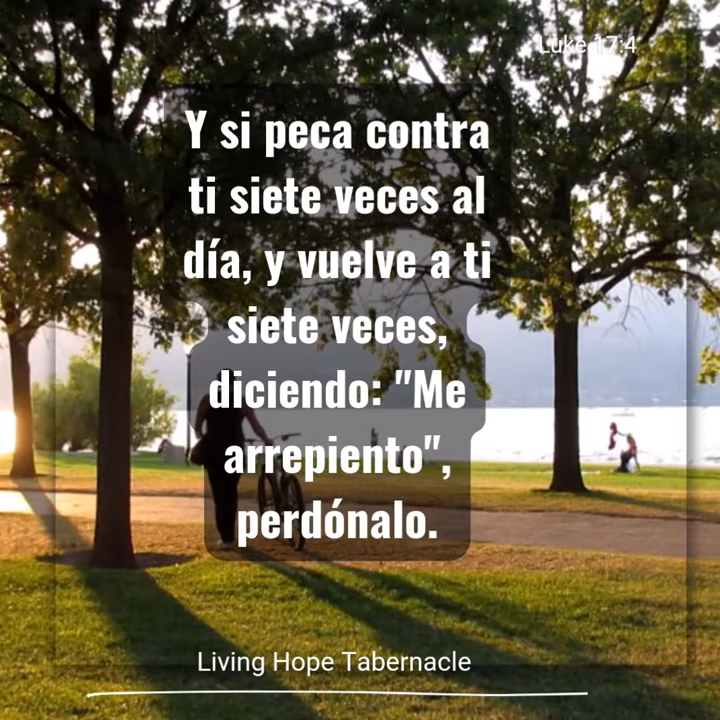 Luke 17:4
Y si peca contra
ti siete veces al
día, y vuelve a ti
siete veces,
diciendo: "Me
arrepiento",
perdónalo.
Living Hope Tabernacle